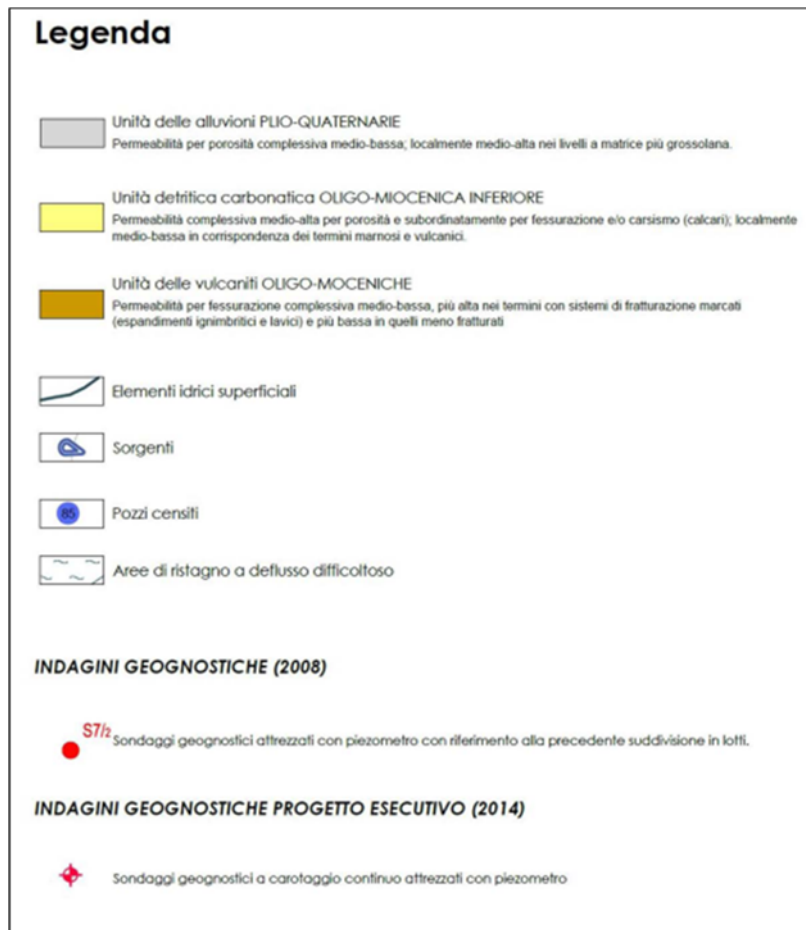 Legenda
Unità delle alluvioni PLIO-QUATERNARIE
Permeabilità per porosità complessiva medio-bassa; localmente medio-alta nei livelli a matrice più grossolana.
Unità detritica carbonatica OLIGO-MIOCENICA INFERIORE
Permeabilità complessiva medio-alta per porosità e subordinatamente per fessurazione e/o carsismo (calcari); localmente
medio-bassa in corrispondenza dei termini marnosi e vulcanici.
Unità delle vulcaniti OLIGO-MOCENICHE
Permeabilità per fessurazione complessiva medio-bassa, più alta nei termini con sistemi di fratturazione marcati
(espandimenti ignimbritici e lavici) e più bassa in quelli meno fratturati
Elementi idrici superficiali
Sorgenti
85 Pozzi censiti
Aree di ristagno a deflusso difficoltoso
INDAGINI GEOGNOSTICHE (2008)
S7/2 Sondaggi geognostici attrezzati con piezometro con riferimento alla precedente suddivisione in lotti.
INDAGINI GEOGNOSTICHE PROGETTO ESECUTIVO (2014)
Sondaggi geognostici a carotaggio continuo attrezzati con piezometro